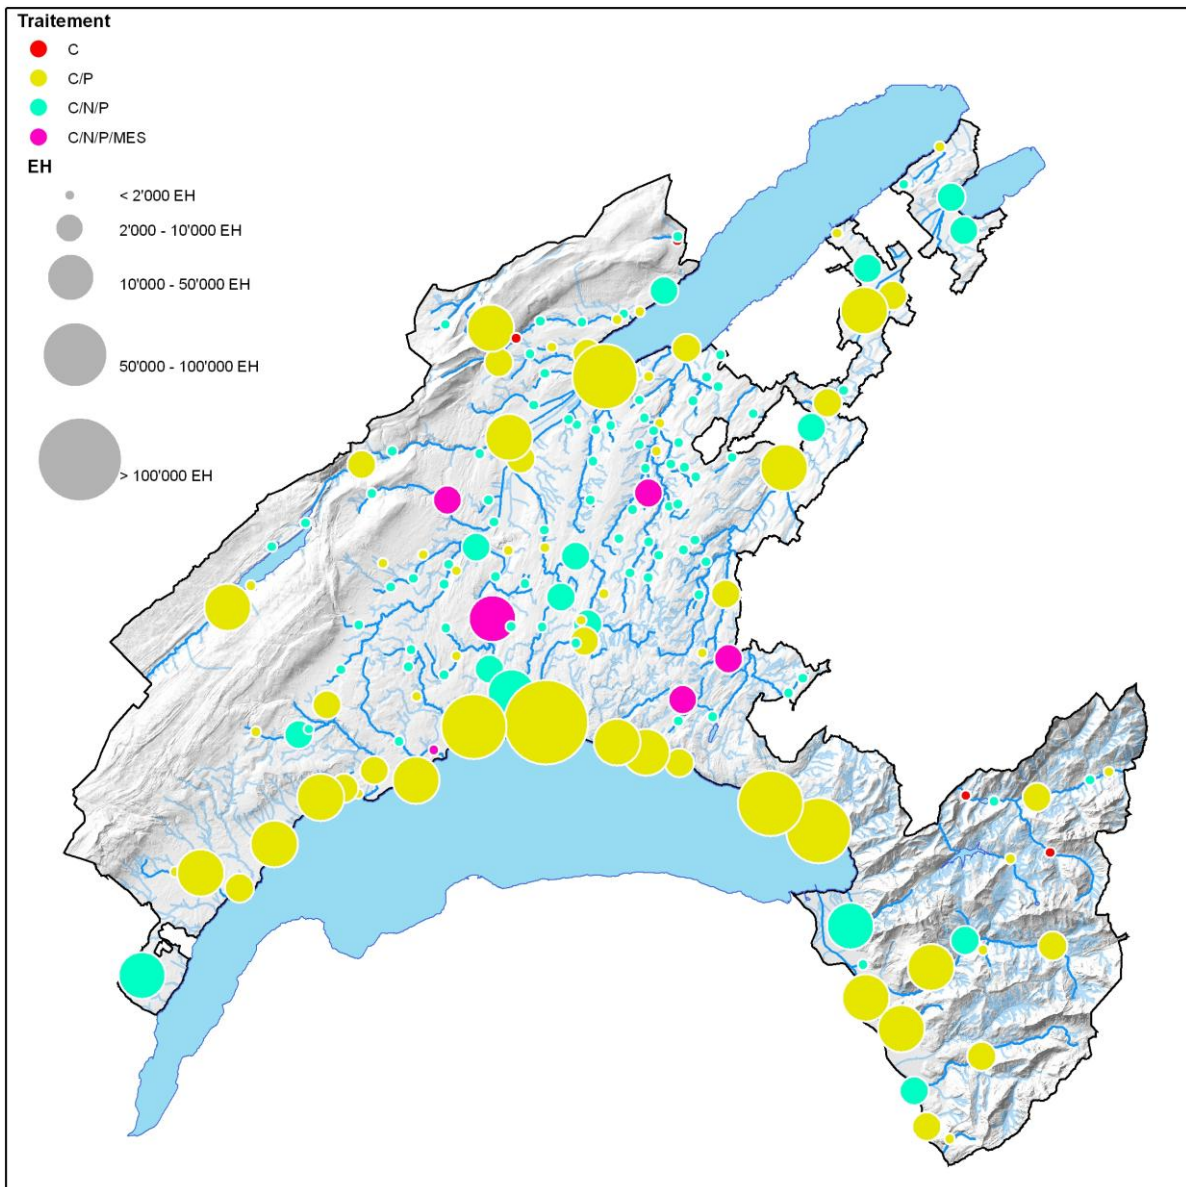 Traitement
C
C/P
C/N/P
C/N/P/MES
EH
< 2'000 EH
2'000 - 10'000 EH
10'000 - 50'000 EH
50'000 - 100'000 EH
> 100'000 EH